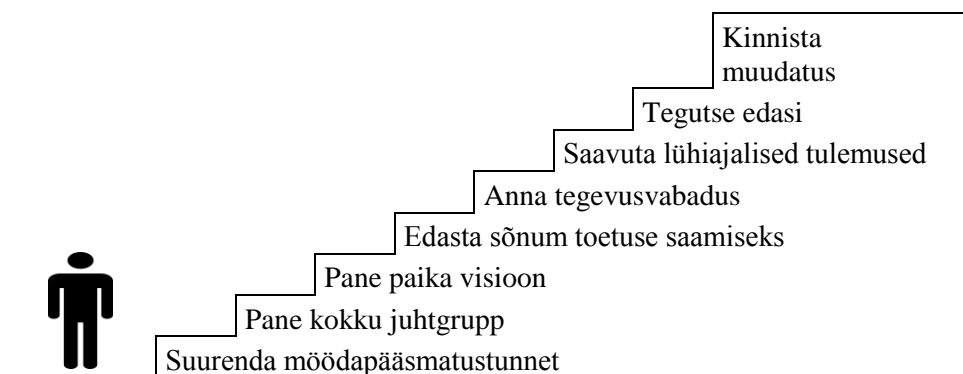 Kinnista
muudatus
Tegutse edasi
Saavuta lühiajalised tulemused
Anna tegevusvabadus
Edasta sõnum toetuse saamiseks
Pane paika visioon
Pane kokku juhtgrupp
Suurenda möödapääsmatustunnet